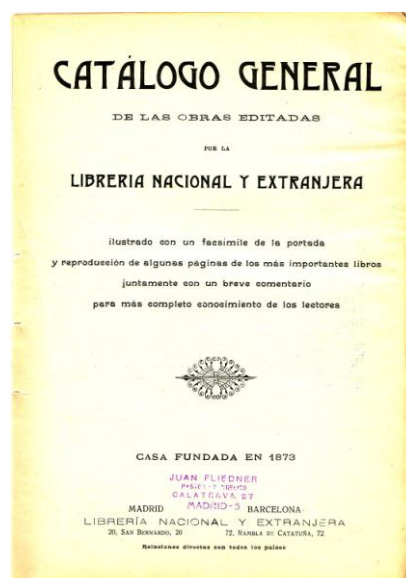 CATÁLOGO GENERAL
DE LAS OBRAS EDITADAS
POR LA
LIBRERIA NACIONAL Y EXTRANJERA
ilustrado con un facsimile de la portada
y reproducción de algunas páginas de los más importantes libros
juntamente con un breve comentario
para más completo conocimiento de los lectores
CASA FUNDADA EN 1873
JUAN FLIEDNER
CALATRAVA 27
MADRID-5
MADRID BARCELONA
LIBRERÍA NACIONAL Y EXTRANJERA
20, SAN BERNARDO, 20 72, RAMBLA DE CATATUÑA, 72
Relaciones directas con todos los países